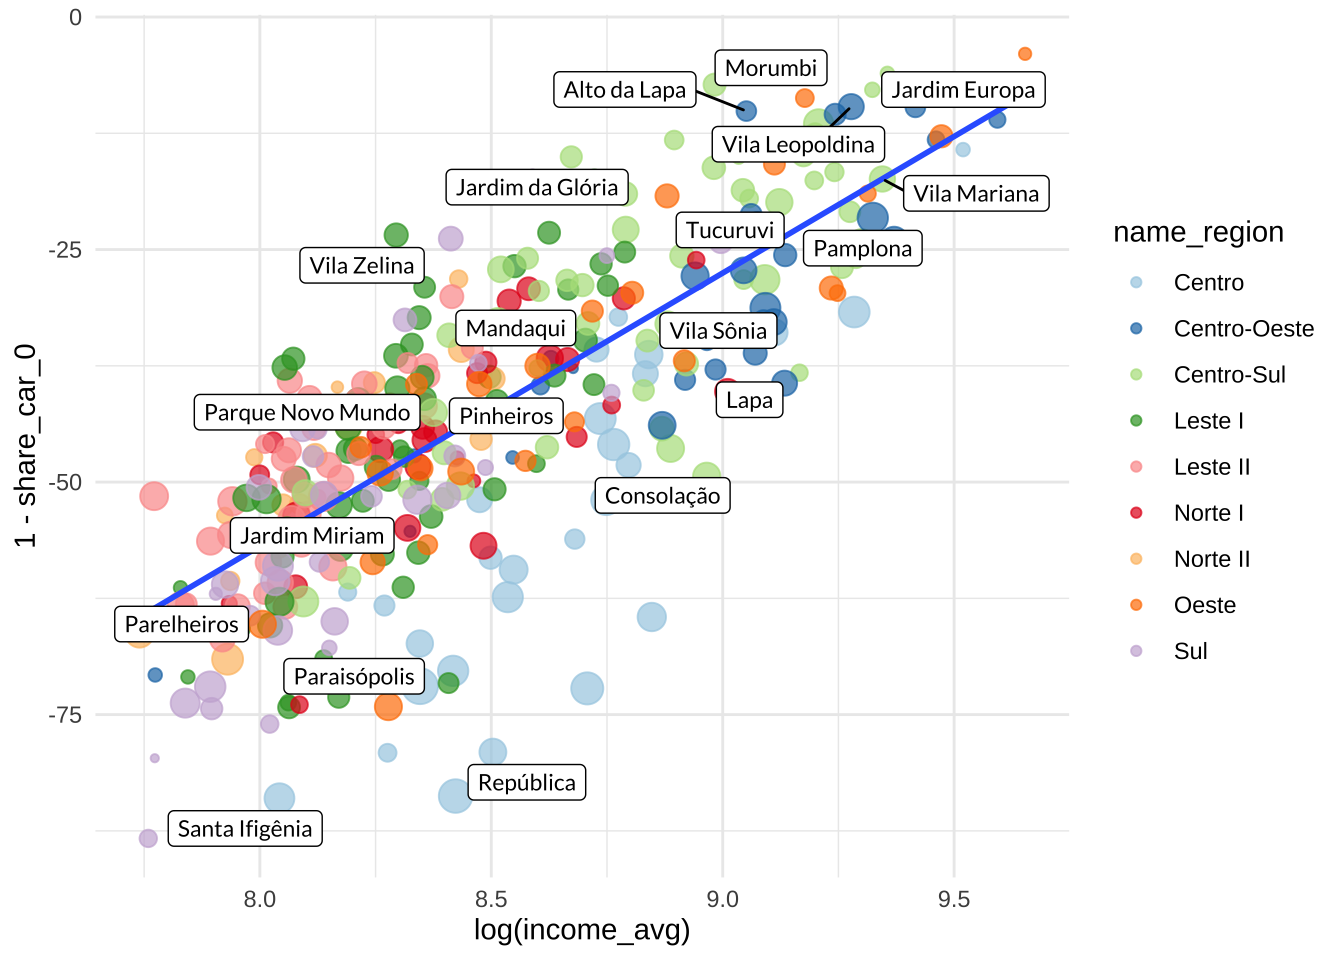 0
-25
-50
-75
1 - share_car_0
8.0
8.5
9.0
9.5
log(income_avg)
Morumbi
Alto da Lapa
Jardim Europa
Vila Leopoldina
Jardim da Glória
Vila Mariana
Tucuruvi
Pamplona
Vila Zelina
Mandaqui
Vila Sônia
Lapa
Parque Novo Mundo
Pinheiros
Consolação
Jardim Miriam
Parelheiros
Paraisópolis
República
Santa Ifigênia
name_region
Centro
Centro-Oeste
Centro-Sul
Leste I
Leste II
Norte I
Norte II
Oeste
Sul